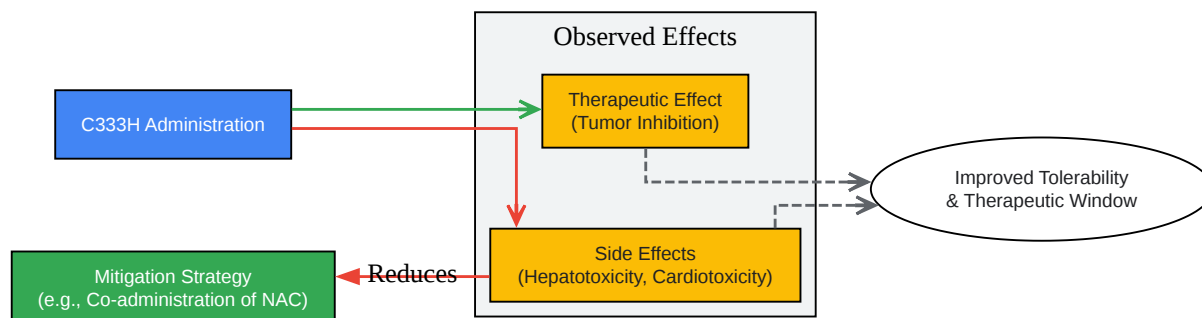 Observed Effects
C333H Administration
Therapeutic Effect
(Tumor Inhibition)
Improved Tolerability
& Therapeutic Window
Side Effects
(Hepatotoxicity, Cardiotoxicity)
Reduces
Mitigation Strategy
(e.g., Co-administration of NAC)